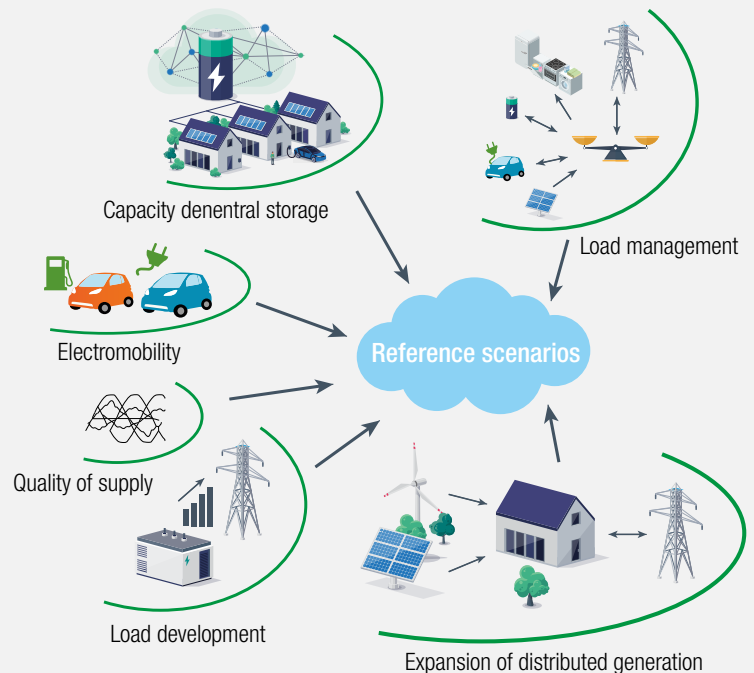 Capacity denentral storage
Load management
Electromobility
Reference scenarios
Quality of supply
Load development
Expansion of distributed generation